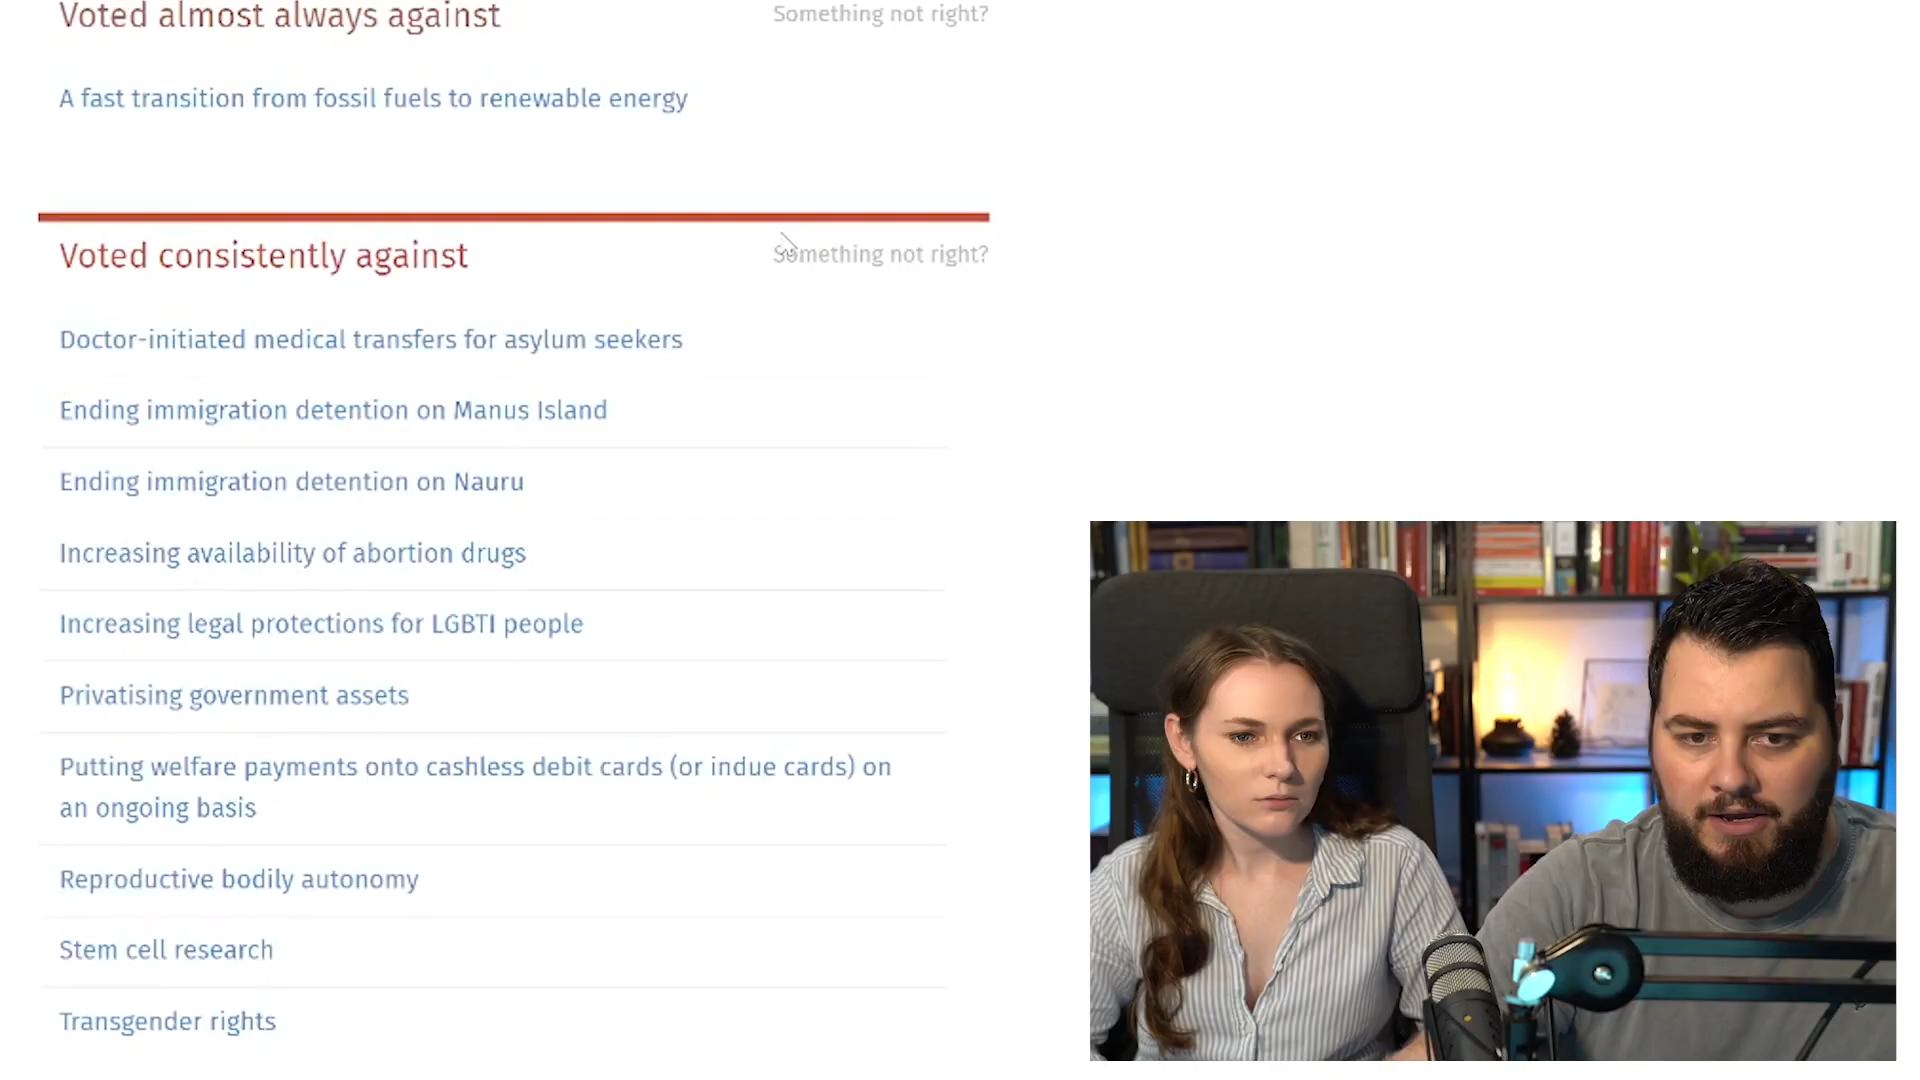 Voted almost always against
Something not right?
A fast transition from fossil fuels to renewable energy
Voted consistently against
Something not right?
Doctor-initiated medical transfers for asylum seekers
Ending immigration detention on Manus Island
Ending immigration detention on Nauru
Increasing availability of abortion drugs
Increasing legal protections for LGBTI people
Privatising government assets
Putting welfare payments onto cashless debit cards (or indue cards) on
an ongoing basis
Reproductive bodily autonomy
Stem cell research
Transgender rights